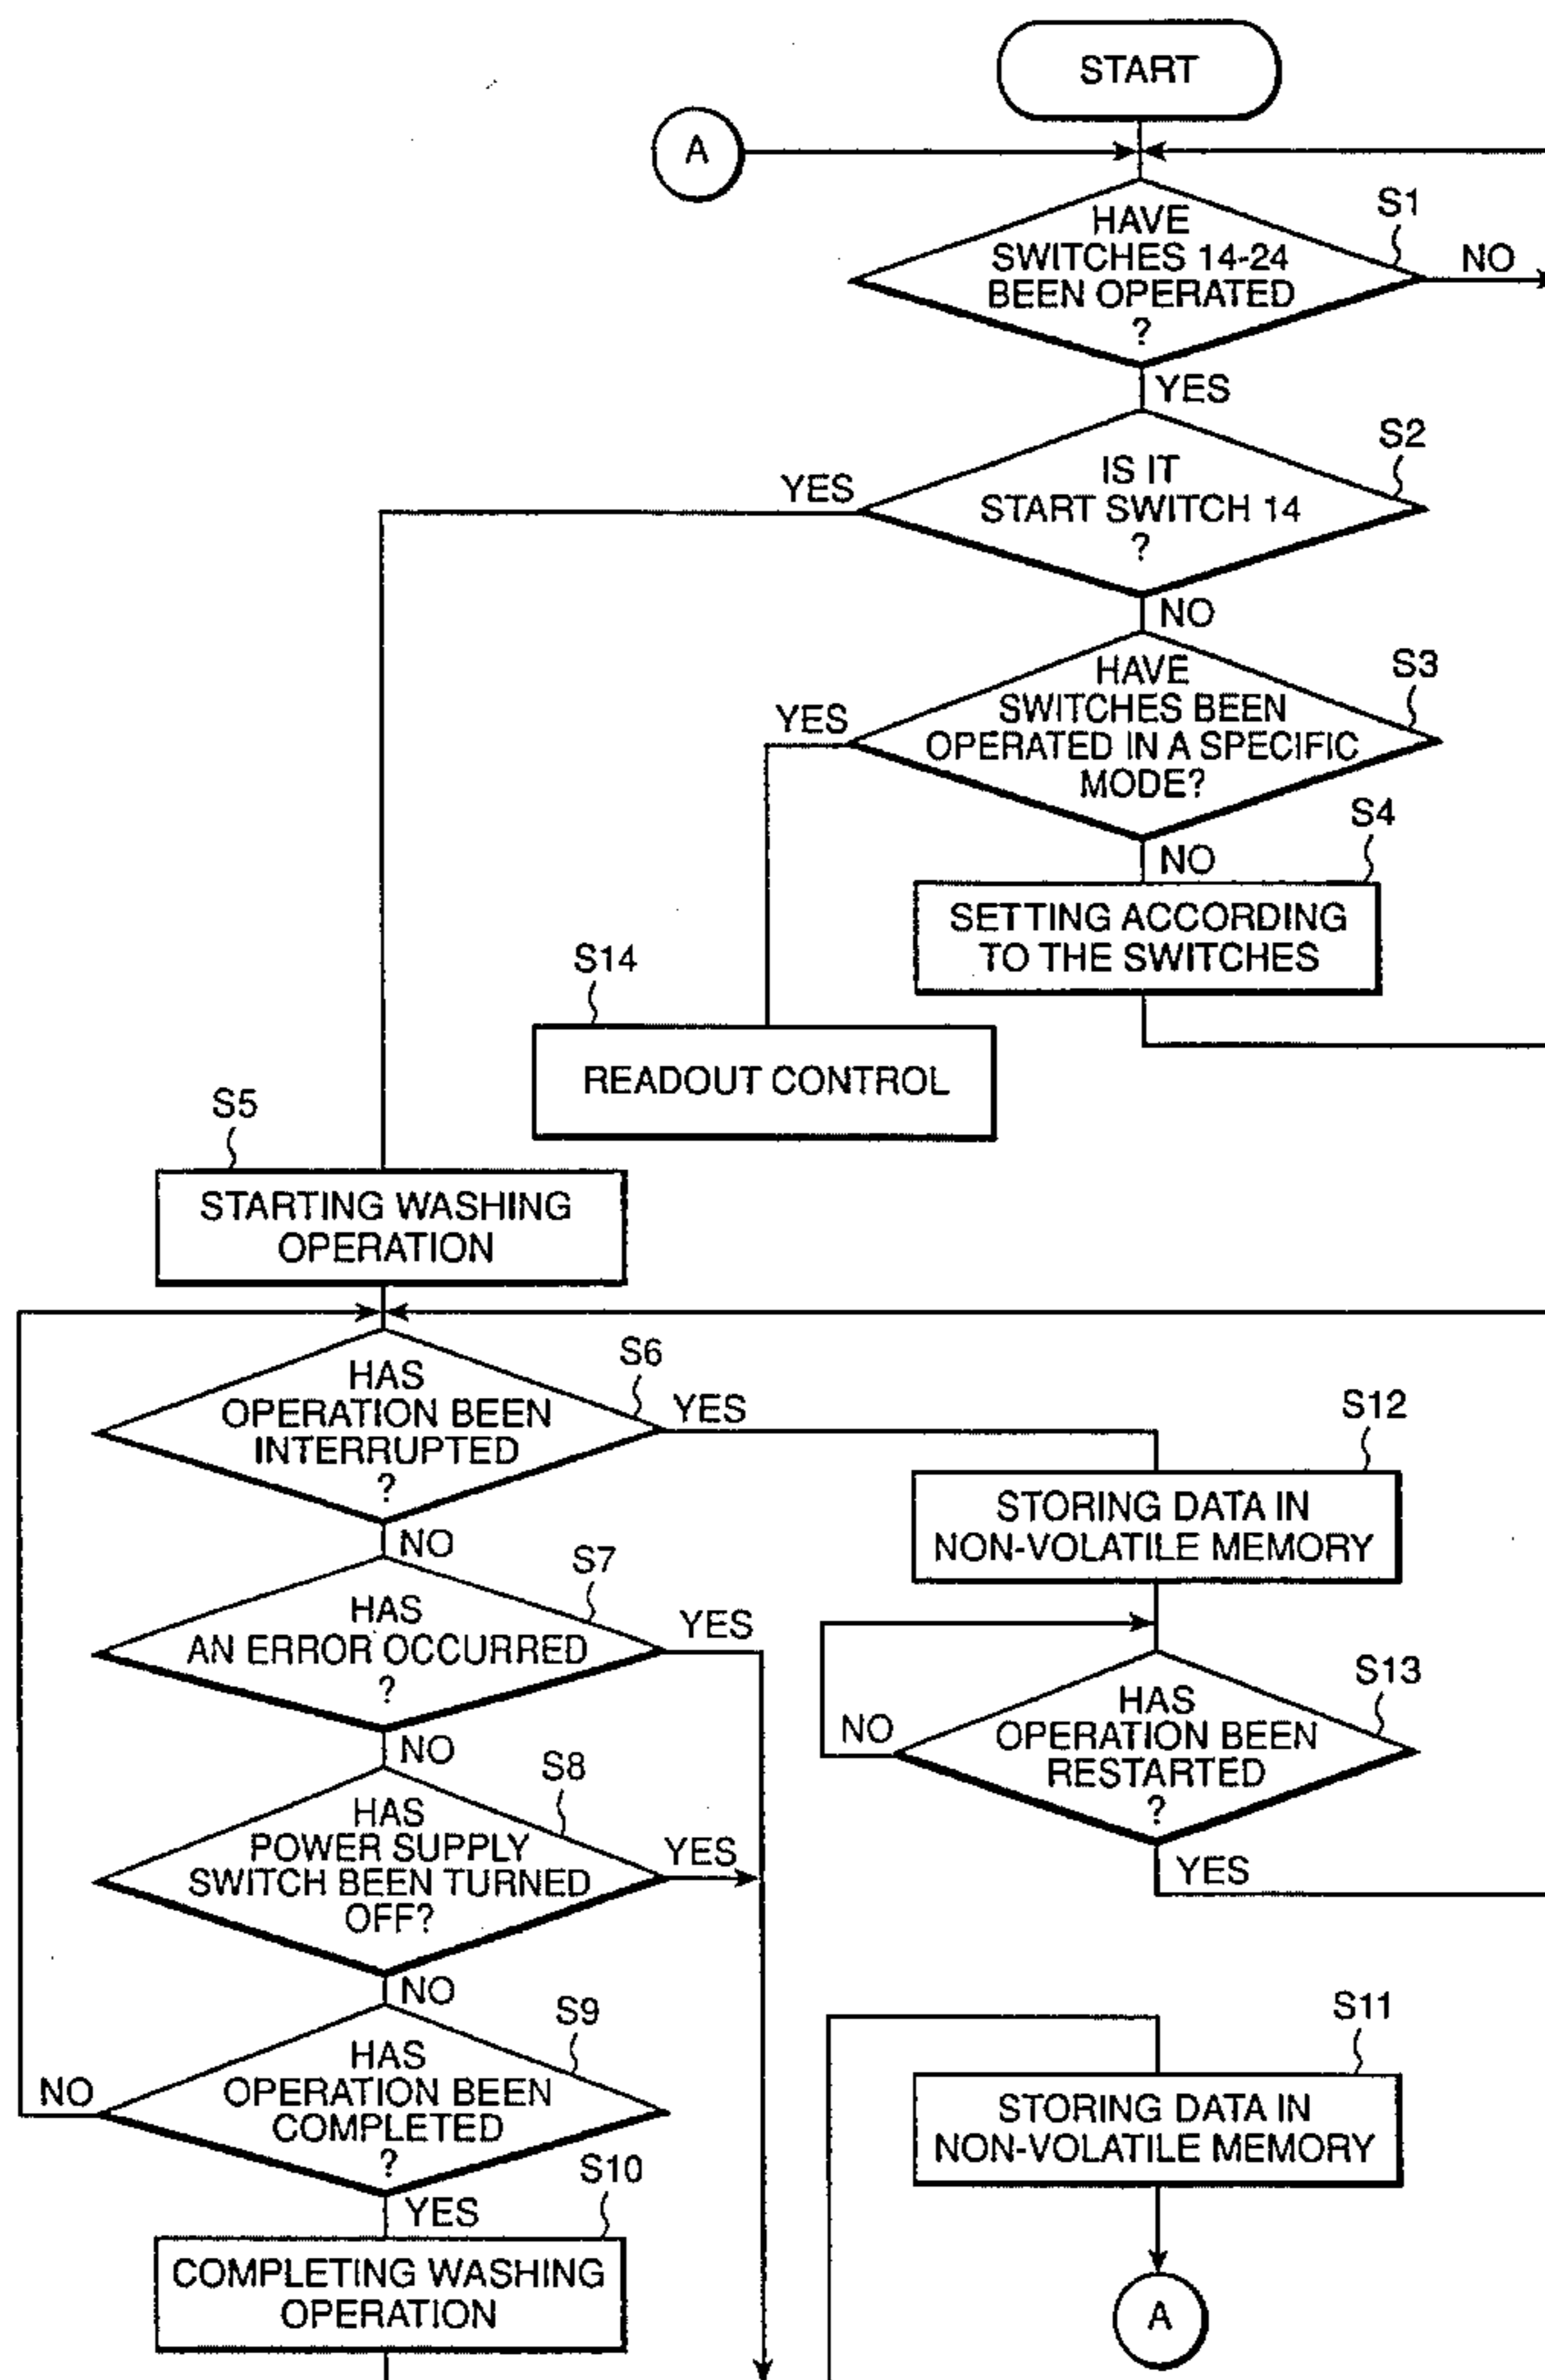 START
A
HAVE
SWITCHES 14-24
BEEN OPERATED
?
S1
NO
YES
IS IT
START SWITCH 14
?
S2
YES
NO
HAVE
SWITCHES BEEN
OPERATED IN A SPECIFIC
MODE?
S3
YES
NO
S4
SETTING ACCORDING
TO THE SWITCHES
S14
READOUT CONTROL
S5
STARTING WASHING
OPERATION
HAS
OPERATION BEEN
INTERRUPTED
?
S6
YES
NO
S12
STORING DATA IN
NON-VOLATILE MEMORY
HAS
AN ERROR OCCURRED
?
S7
YES
NO
HAS
OPERATION BEEN
RESTARTED
?
S13
NO
YES
HAS
POWER SUPPLY
SWITCH BEEN TURNED
OFF?
S8
YES
NO
HAS
OPERATION BEEN
COMPLETED
?
S9
NO
YES
S11
STORING DATA IN
NON-VOLATILE MEMORY
S10
COMPLETING WASHING
OPERATION
A